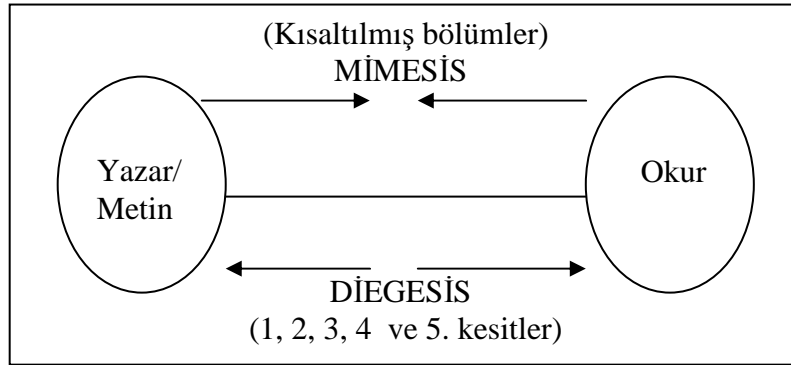 (Kısaltılmış bölümler)
MİMESİS
Yazar/
Metin
Okur
DİEGESİS
(1, 2, 3, 4 ve 5. kesitler)